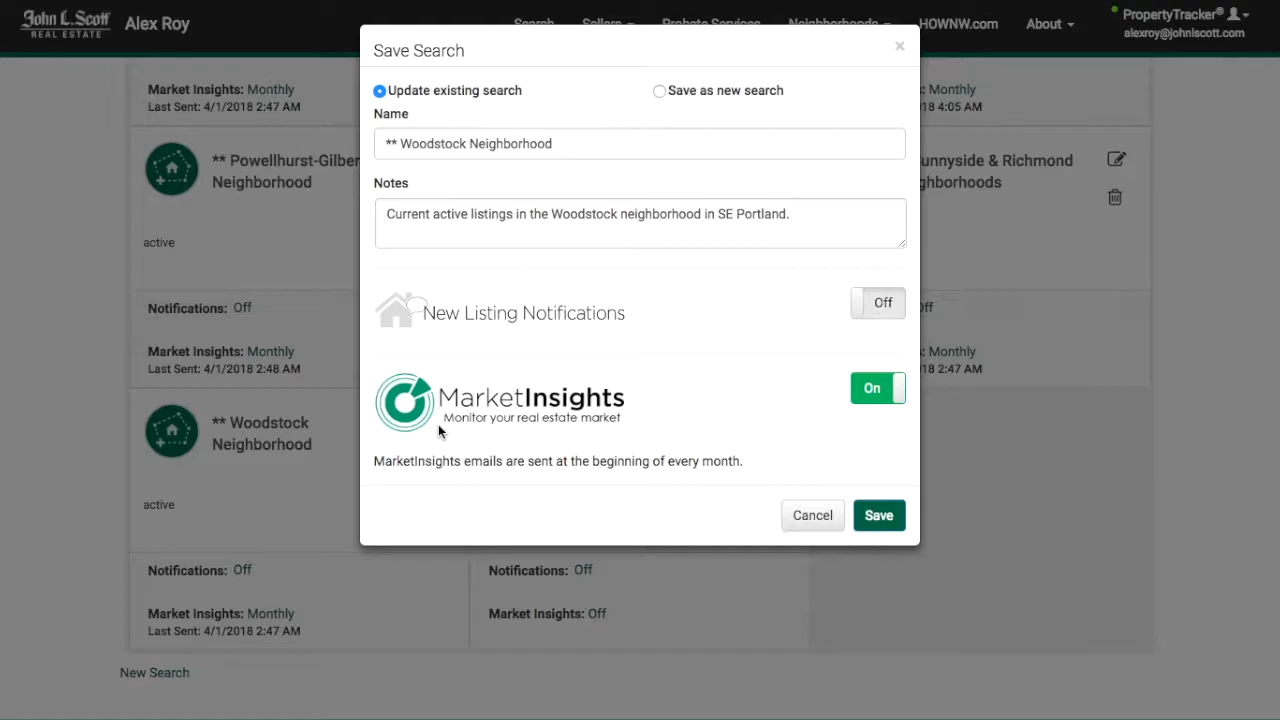 John L. Scott
REAL ESTATE
Alex Roy
Search
Sellers
Probate Services
Neighborhoods
HOWNW.com
About
PropertyTracker®
alexroy@johnlscott.com
Save Search
×
Update existing search
Save as new search
Name
** Woodstock Neighborhood
Notes
Current active listings in the Woodstock neighborhood in SE Portland.
New Listing Notifications
Off
MarketInsights
Monitor your real estate market
On
MarketInsights emails are sent at the beginning of every month.
Cancel
Save
Market Insights: Monthly
Last Sent: 4/1/2018 2:47 AM
Monthly
18 4:05 AM
** Powellhurst-Gilber
Neighborhood
active
Notifications: Off
Market Insights: Monthly
Last Sent: 4/1/2018 2:48 AM
unnyside & Richmond
ghborhoods
ff
Monthly
18 2:47 AM
** Woodstock
Neighborhood
active
Notifications: Off
Market Insights: Monthly
Last Sent: 4/1/2018 2:47 AM
Notifications: Off
Market Insights: Off
New Search